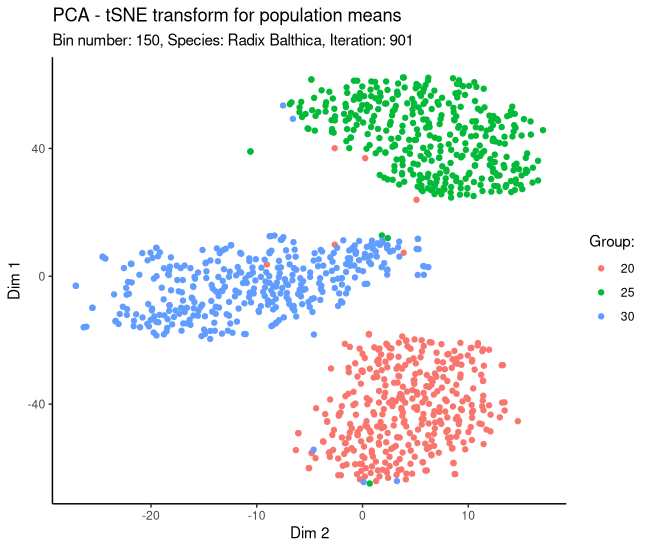 PCA - tSNE transform for population means
Bin number: 150, Species: Radix Balthica, Iteration: 901
40
0
-40
Dim 1
-20
-10
0
10
Dim 2
Group:
20
25
30